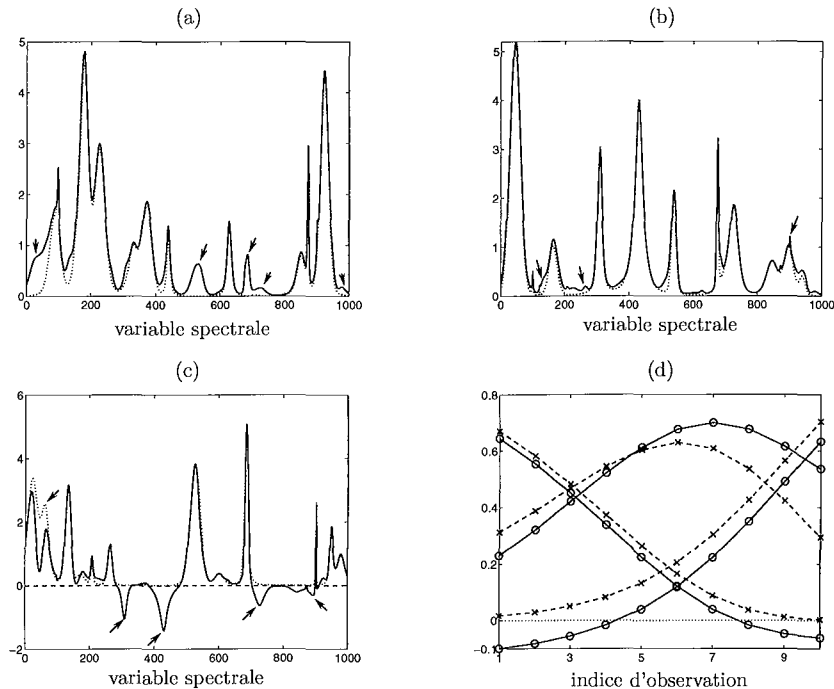 (a)
5
4
3
2
1
0
0 200 400 600 800 1000
variable spectrale
(b)
5
4
3
2
1
0
0 200 400 600 800 1000
variable spectrale
(c)
6
4
2
0
−2
0 200 400 600 800 1000
variable spectrale
(d)
0.8
0.6
0.4
0.2
0
−0.1
1 3 5 7 9
indice d'observation